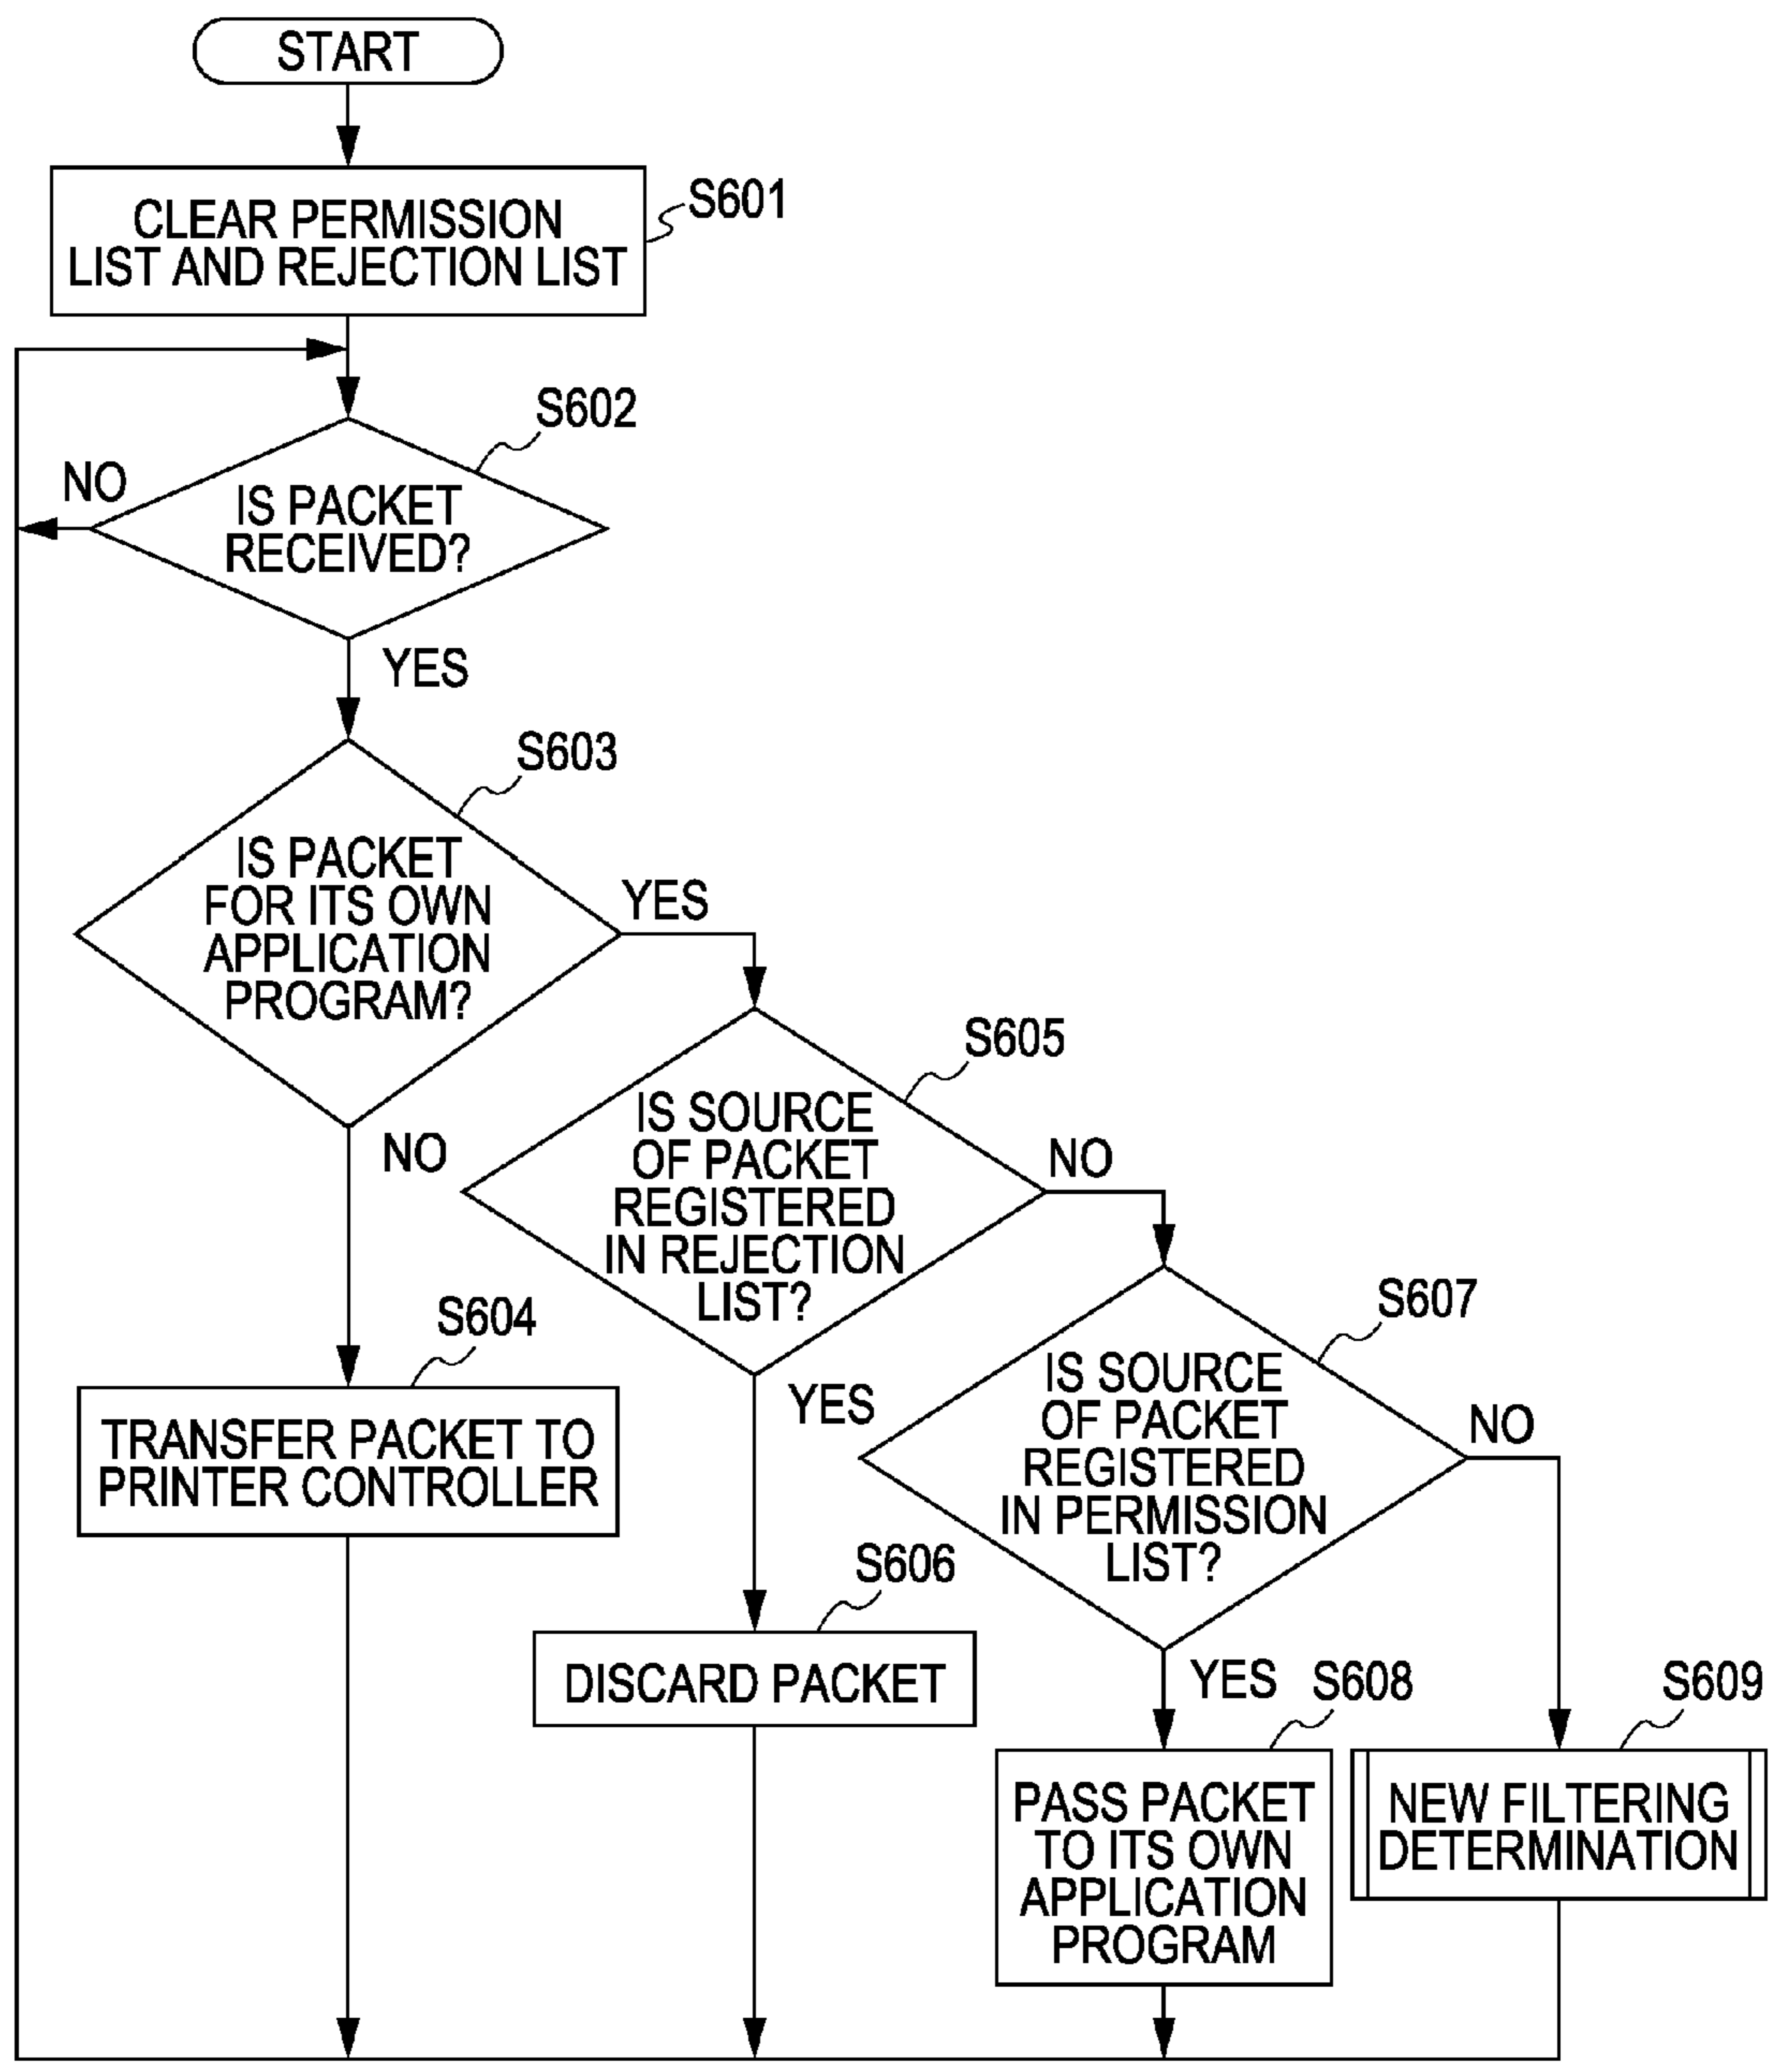 START
CLEAR PERMISSION
LIST AND REJECTION LIST
S601
S602
NO
IS PACKET
RECEIVED?
YES
S603
IS PACKET
FOR ITS OWN
APPLICATION
PROGRAM?
YES
NO
S605
IS SOURCE
OF PACKET
REGISTERED
IN REJECTION
LIST?
NO
YES
S604
TRANSFER PACKET TO
PRINTER CONTROLLER
S607
IS SOURCE
OF PACKET
REGISTERED
IN PERMISSION
LIST?
NO
YES
S606
DISCARD PACKET
S608
PASS PACKET
TO ITS OWN
APPLICATION
PROGRAM
S609
NEW FILTERING
DETERMINATION